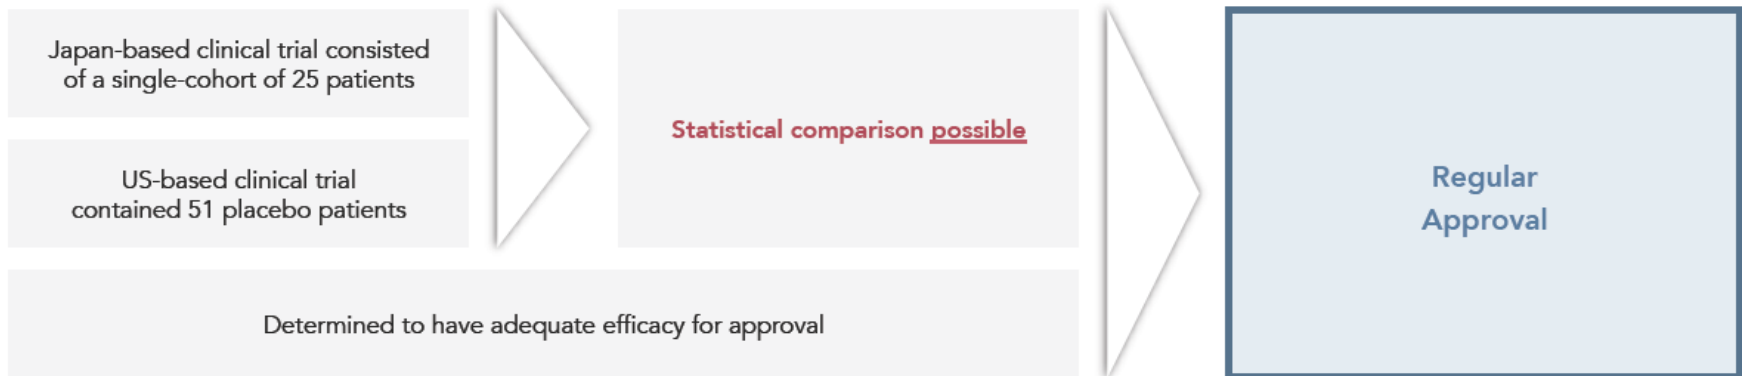 Japan-based clinical trial consisted
of a single-cohort of 25 patients
US-based clinical trial
contained 51 placebo patients
Statistical comparison possible
Determined to have adequate efficacy for approval
Regular
Approval